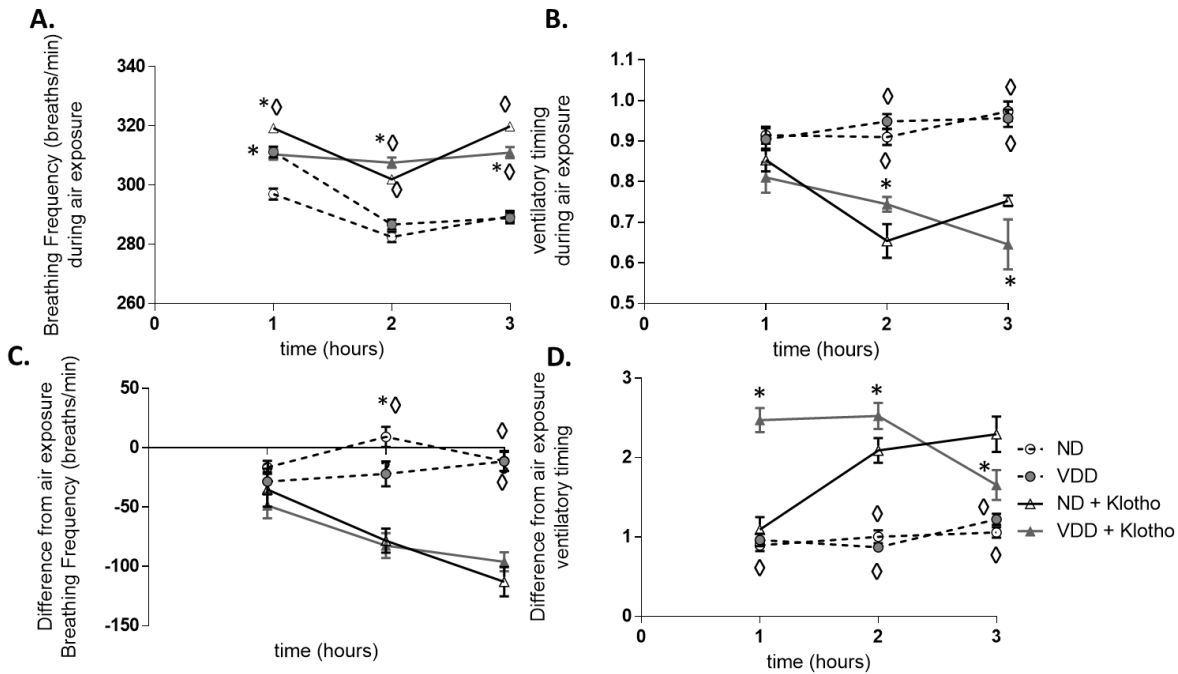 A.
Breathing Frequency (breaths/min)
during air exposure
340
320
300
280
260
0
1
2
3
time (hours)
*
*
*
*
B.
ventilatory timing
during air exposure
1.1
1.0
0.9
0.8
0.7
0.6
0.5
0
1
2
3
time (hours)
*
*
C.
Difference from air exposure
Breathing Frequency (breaths/min)
50
0
-50
-100
-150
time (hours)
*
D.
Difference from air exposure
ventilatory timing
3
2
1
0
0
1
2
3
time (hours)
*
*
*
ND
VDD
ND + Klotho
VDD + Klotho